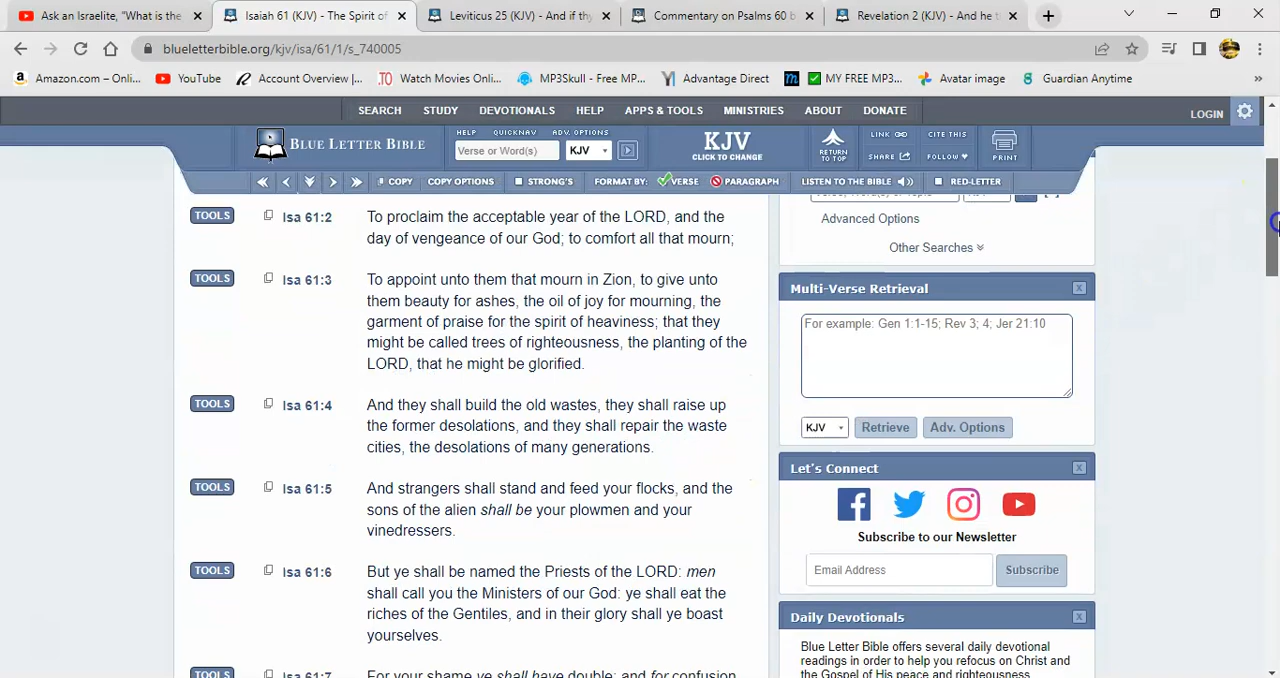 Ask an Israelite, "What is the
Isaiah 61 (KJV) - The Spirit of
Leviticus 25 (KJV) - And if thy
Commentary on Psalms 60 b
Revelation 2 (KJV) - And he th
blueletterbible.org/kjv/isa/61/1/s_740005
Amazon.com – Onli...
YouTube
Account Overview |...
Watch Movies Onl...
MP3Skull - Free MP...
Advantage Direct
MY FREE MP3...
Avatar image
Guardian Anytime
SEARCH STUDY DEVOTIONALS HELP APPS & TOOLS MINISTRIES ABOUT DONATE
LOGIN
BLUE LETTER BIBLE
HELP QUICKNAV ADV. OPTIONS
Verse or Word(s)
KJV
KJV
CLICK TO CHANGE
RETURN
TO TOP
LINK
CITE THIS
SHARE
FOLLOW
PRINT
COPY COPY OPTIONS STRONG'S FORMAT BY: VERSE PARAGRAPH LISTEN TO THE BIBLE RED-LETTER
TOOLS
Isa 61:2
To proclaim the acceptable year of the LORD, and the
day of vengeance of our God; to comfort all that mourn;
TOOLS
Isa 61:3
To appoint unto them that mourn in Zion, to give unto
them beauty for ashes, the oil of joy for mourning, the
garment of praise for the spirit of heaviness; that they
might be called trees of righteousness, the planting of the
LORD, that he might be glorified.
TOOLS
Isa 61:4
And they shall build the old wastes, they shall raise up
the former desolations, and they shall repair the waste
cities, the desolations of many generations.
TOOLS
Isa 61:5
And strangers shall stand and feed your flocks, and the
sons of the alien shall be your plowmen and your
vinedressers.
TOOLS
Isa 61:6
But ye shall be named the Priests of the LORD: men
shall call you the Ministers of our God: ye shall eat the
riches of the Gentiles, and in their glory shall ye boast
yourselves.
TOOLS
Isa 61:7
For your shame ye shall have double; and for confusion
Advanced Options
Other Searches
Multi-Verse Retrieval
For example: Gen 1:1-15; Rev 3; 4; Jer 21:10
KJV
Retrieve
Adv. Options
Let's Connect
Subscribe to our Newsletter
Email Address
Subscribe
Daily Devotionals
Blue Letter Bible offers several daily devotional
readings in order to help you refocus on Christ and
the Gospel of His peace and righteousness